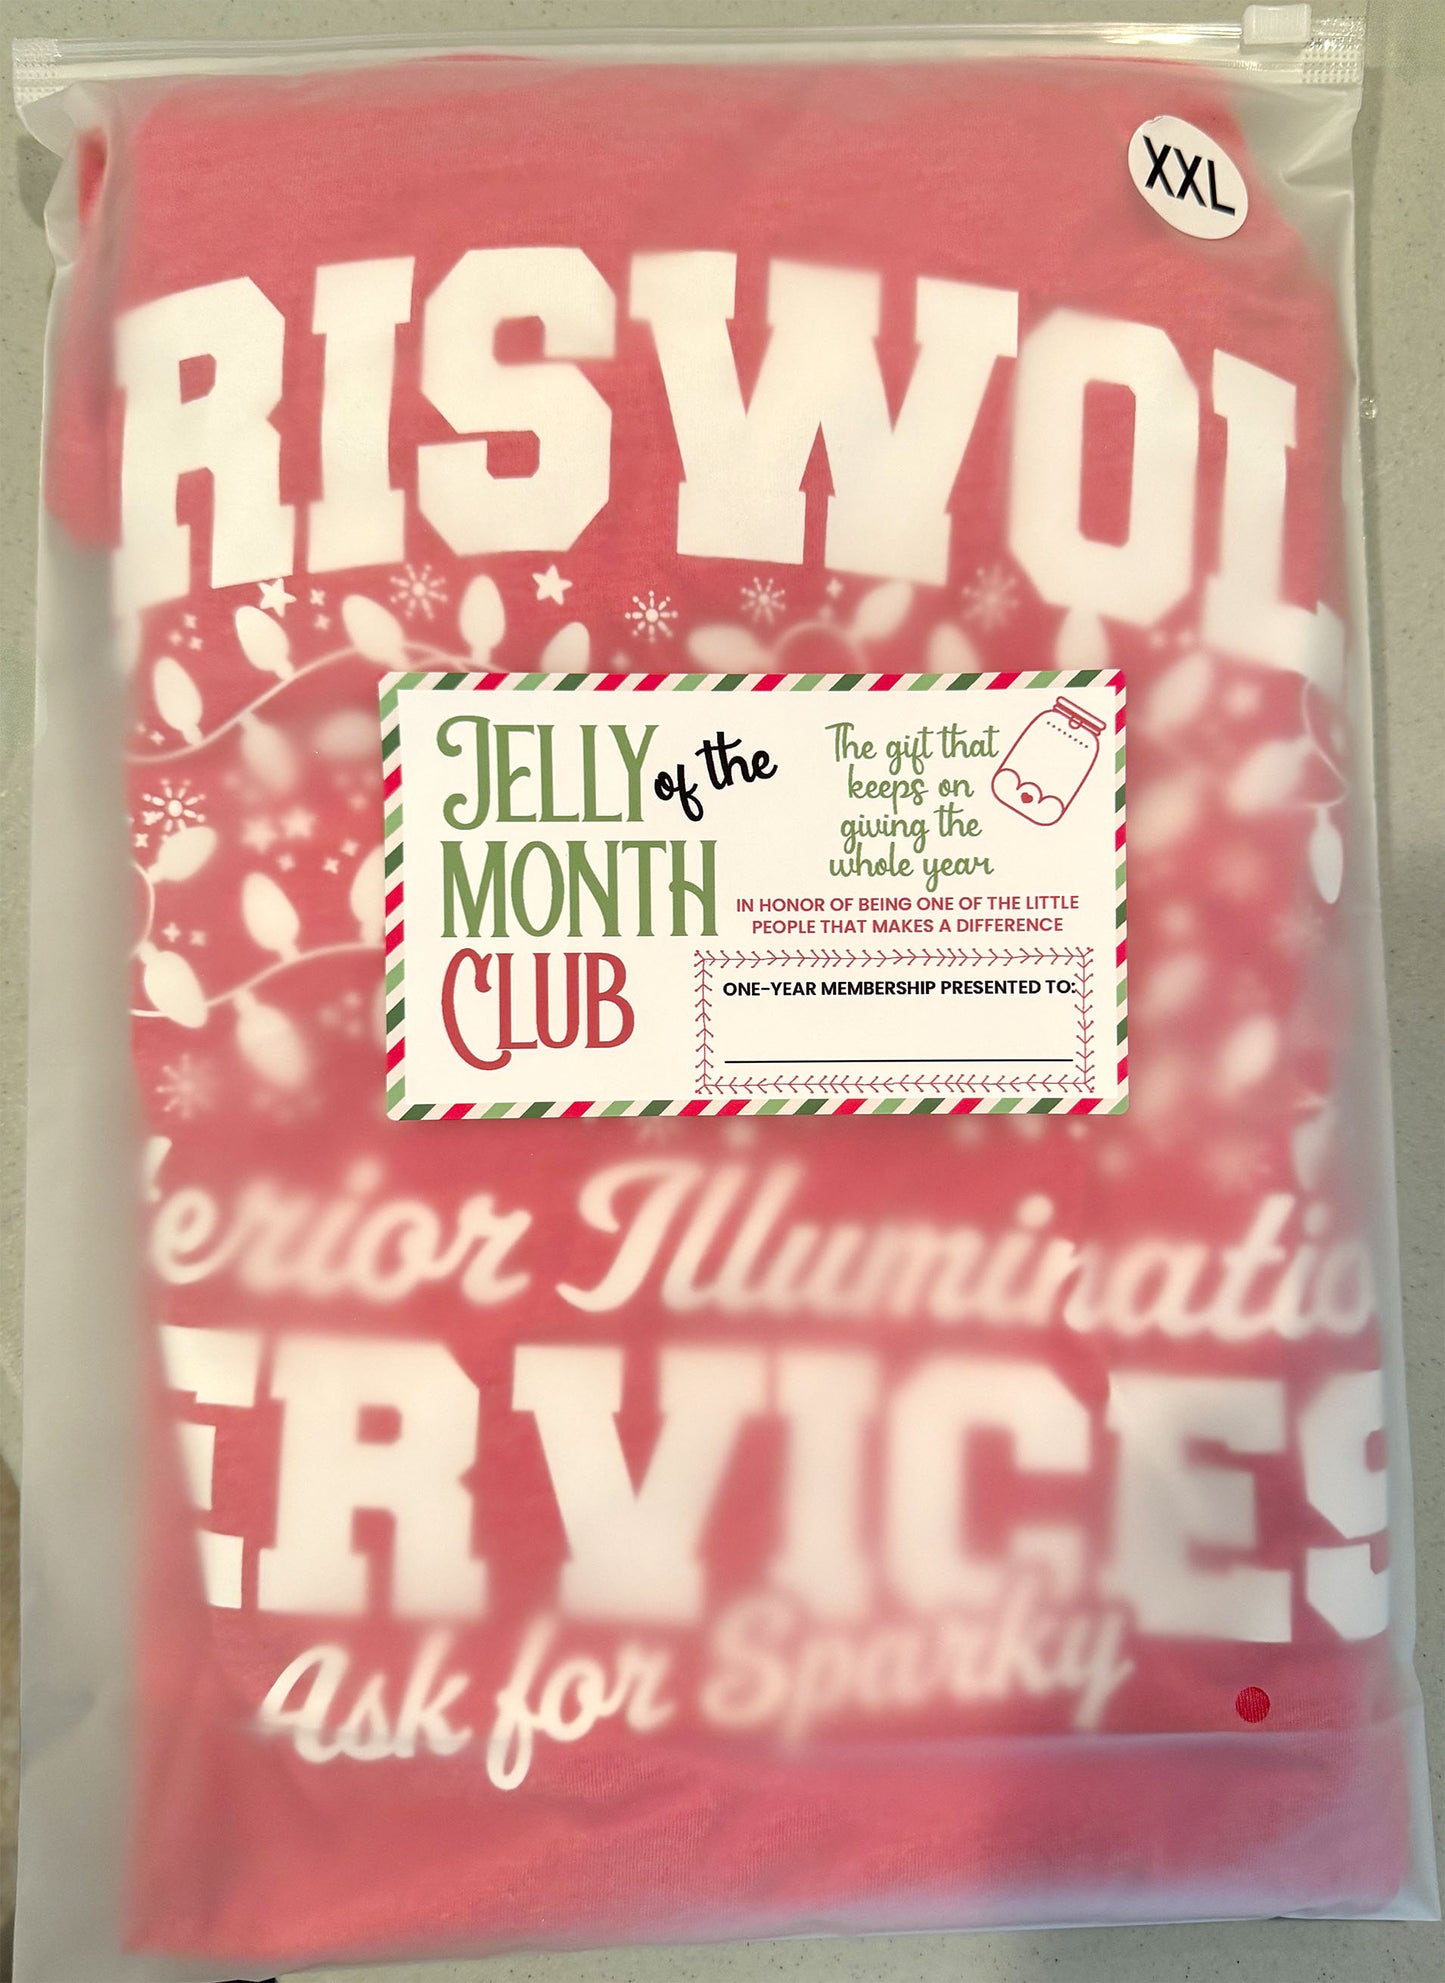 XXL
RISWOL
JELLY of the
MONTH
CLUB
The gift that
keeps on
giving the
whole year
IN HONOR OF BEING ONE OF THE LITTLE
PEOPLE THAT MAKES A DIFFERENCE
ONE-YEAR MEMBERSHIP PRESENTED TO:
terior Illuminatio
ERVICES
Ask for Sparky